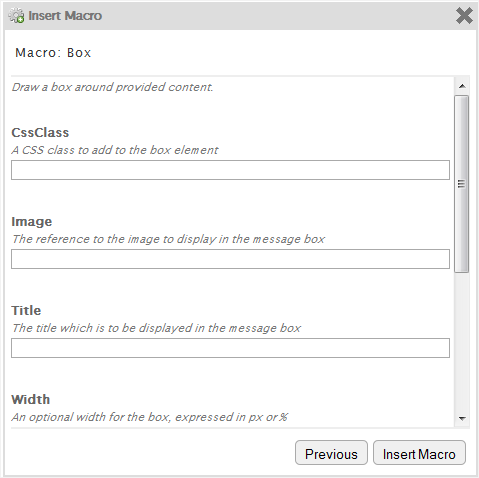 Insert Macro
Macro: Box
Draw a box around provided content.
CssClass
A CSS class to add to the box element
Image
The reference to the image to display in the message box
Title
The title which is to be displayed in the message box
Width
An optional width for the box, expressed in px or %
Previous
Insert Macro